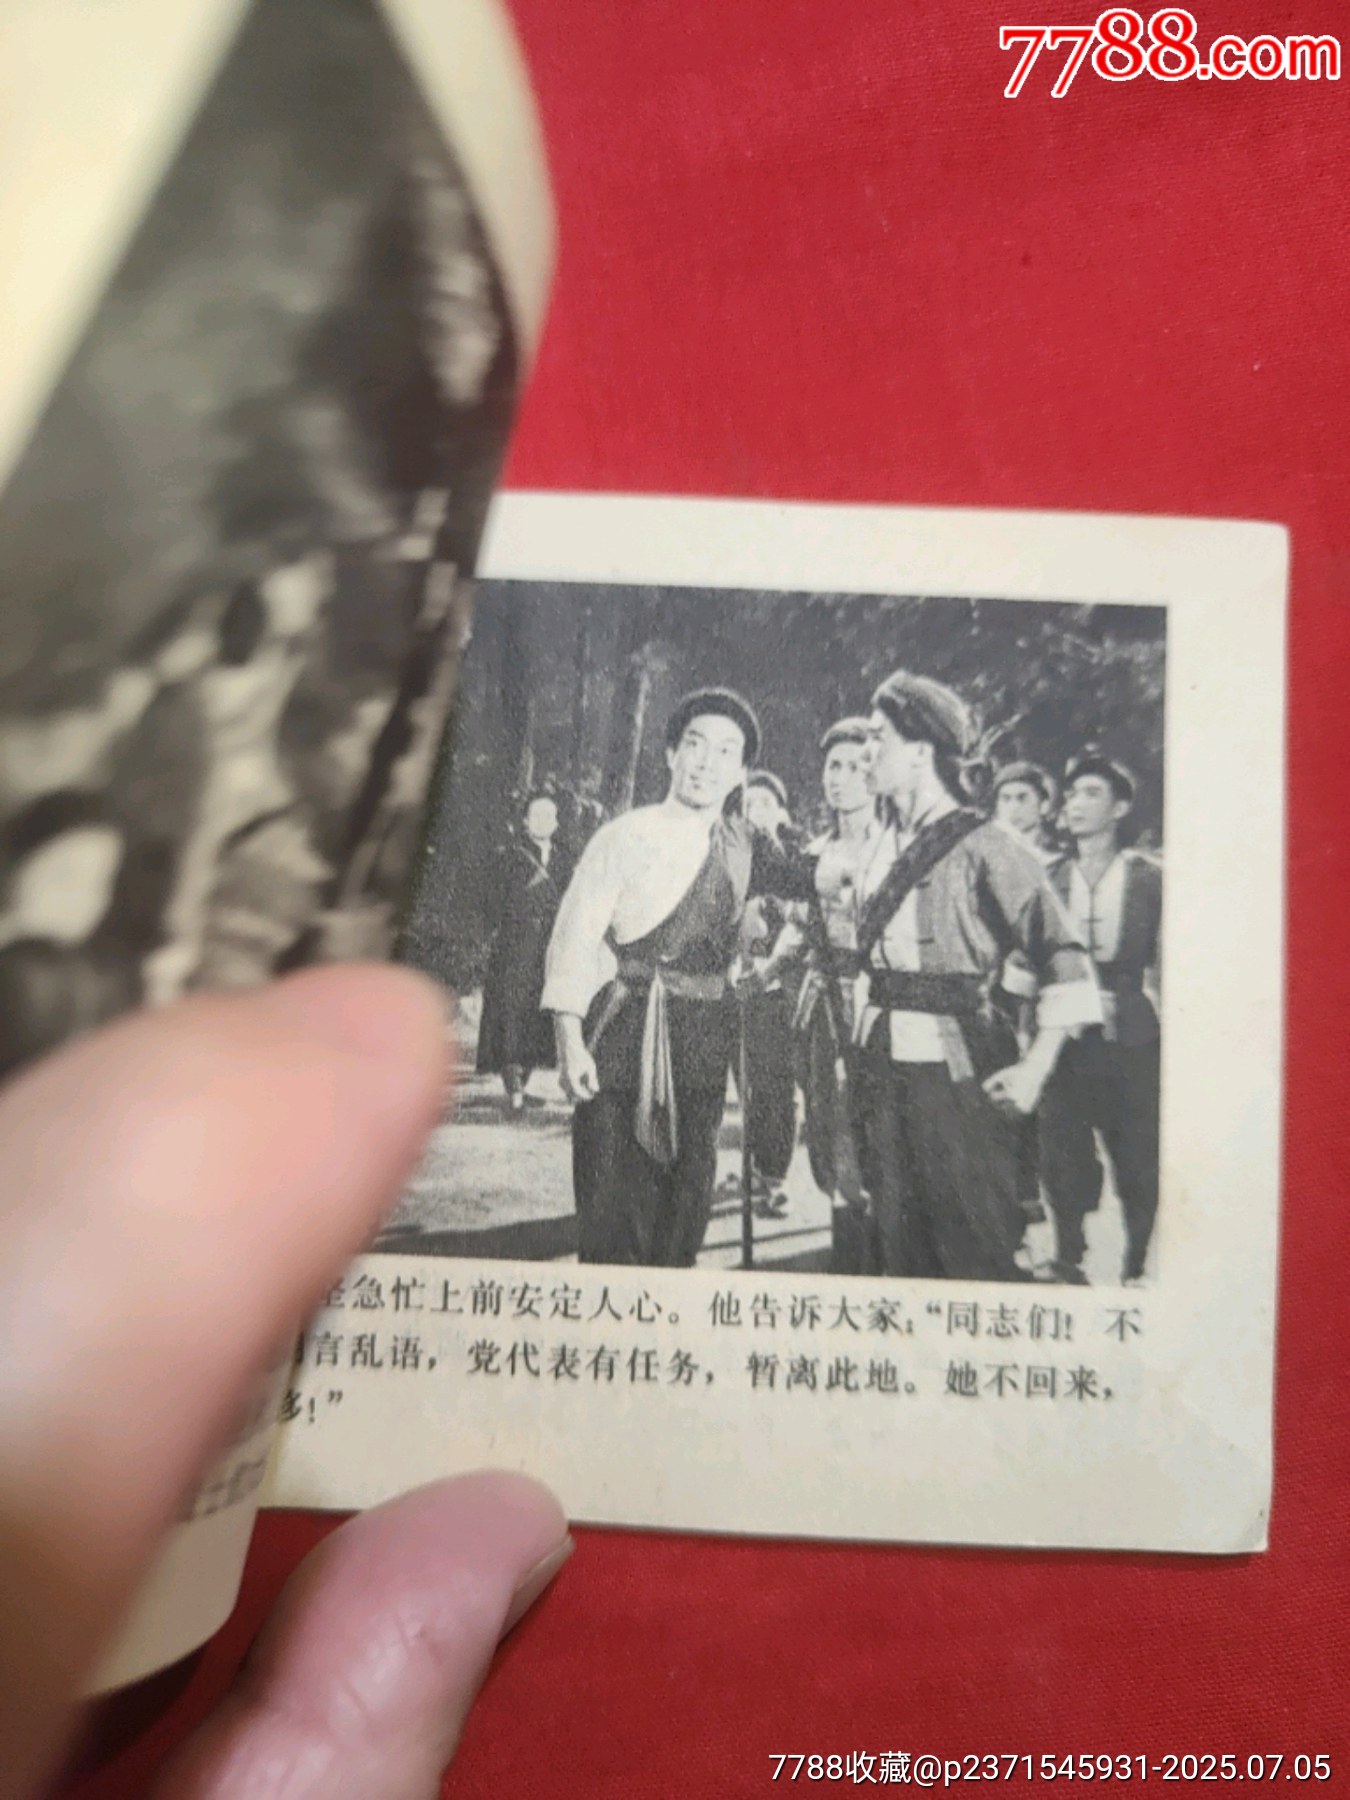 7788.com
急忙上前安定人心。他告诉大家：“同志们！不
言乱语，党代表有任务，暂离此地。她不回来，
移！”
7788收藏@p2371545931-2025.07.05